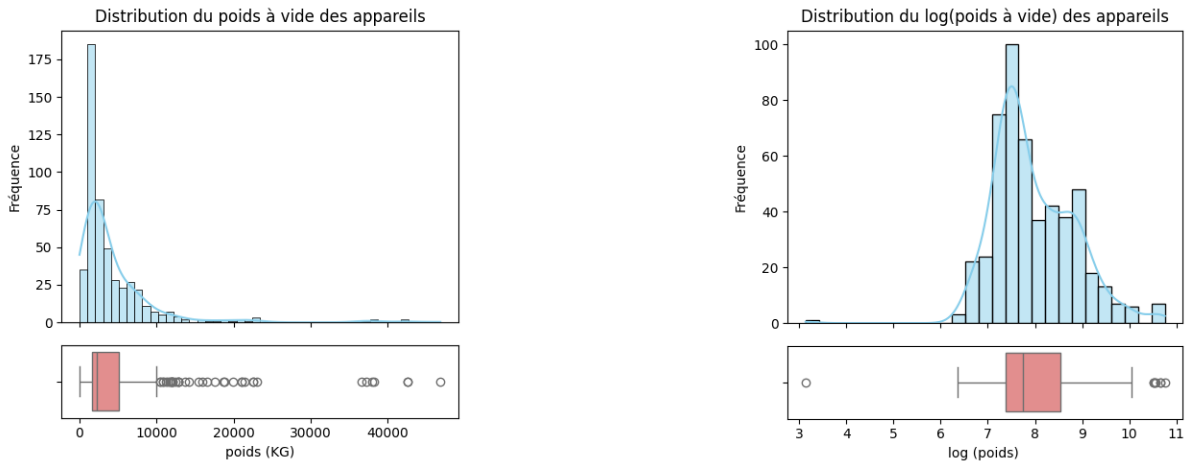 Distribution du poids à vide des appareils
Fréquence
175
150
125
100
75
50
25
0
0 10000 20000 30000 40000
poids (KG)
Distribution du log(poids à vide) des appareils
Fréquence
100
80
60
40
20
0
3 4 5 6 7 8 9 10 11
log (poids)